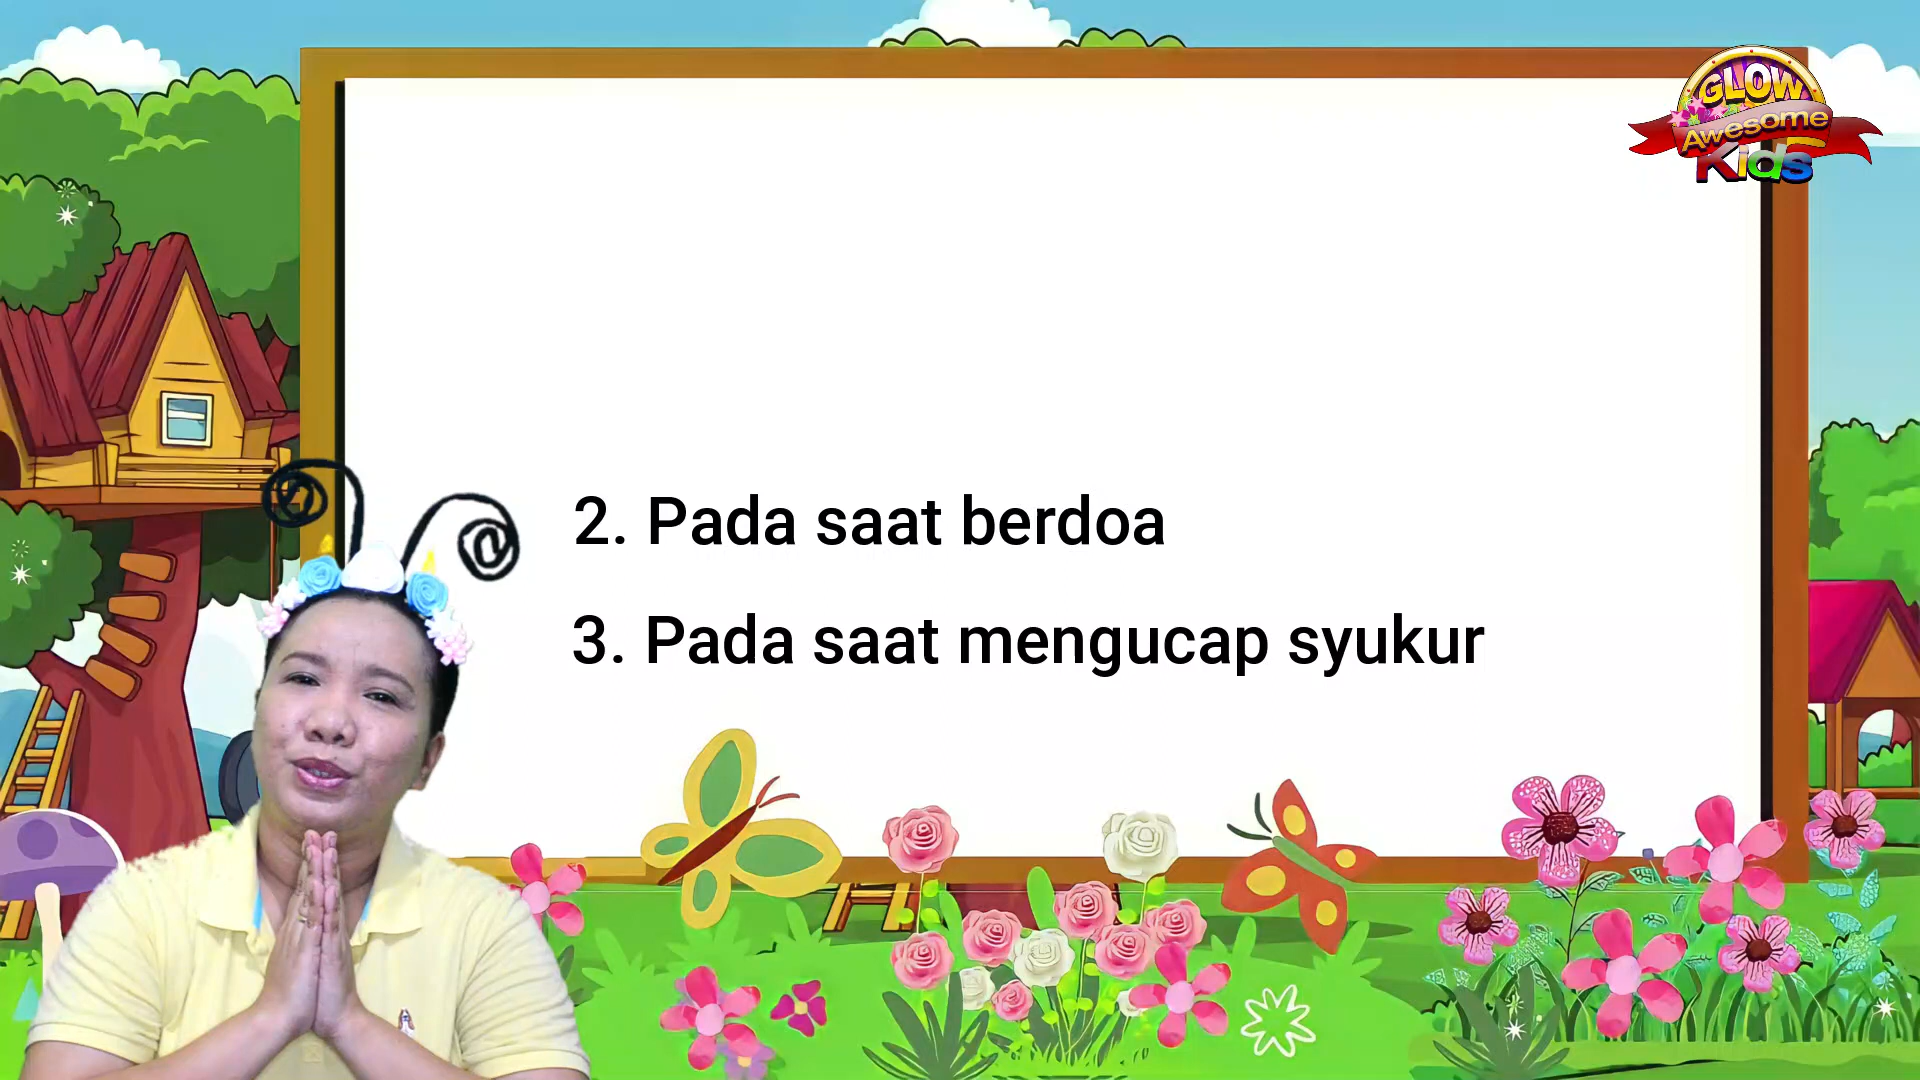 GLOW
Awesome
Kids
2. Pada saat berdoa
3. Pada saat mengucap syukur